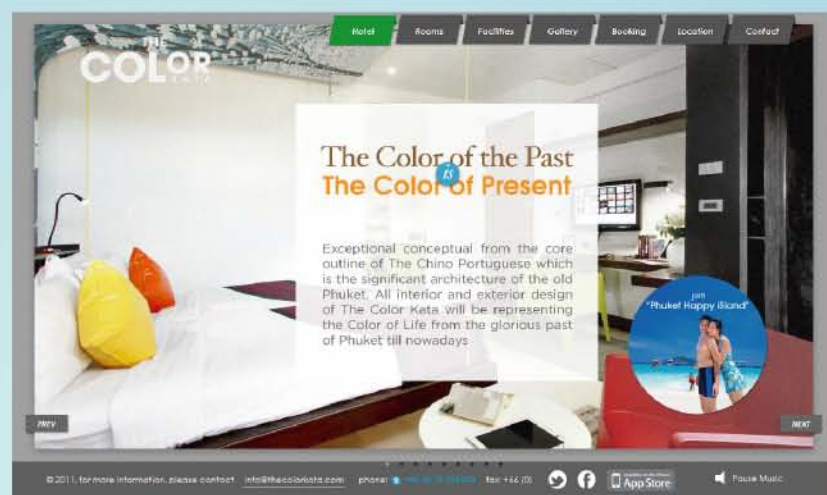 Hotel Rooms Facilities Gallery Booking Location Contact
THE
COLOR
KATA
The Color of the Past
is
The Color of Present
Exceptional conceptual from the core
outline of The Chino Portuguese which
is the significant architecture of the old
Phuket. All interior and exterior design
of The Color Kata will be representing
the Color of Life from the glorious past
of Phuket till nowadays
join
"Phuket Happy iSland"
PREV
NEXT
© 2011, for more information, please contact info@thecolorkata.com phone: fax: +66 (0) App Store Pause Music